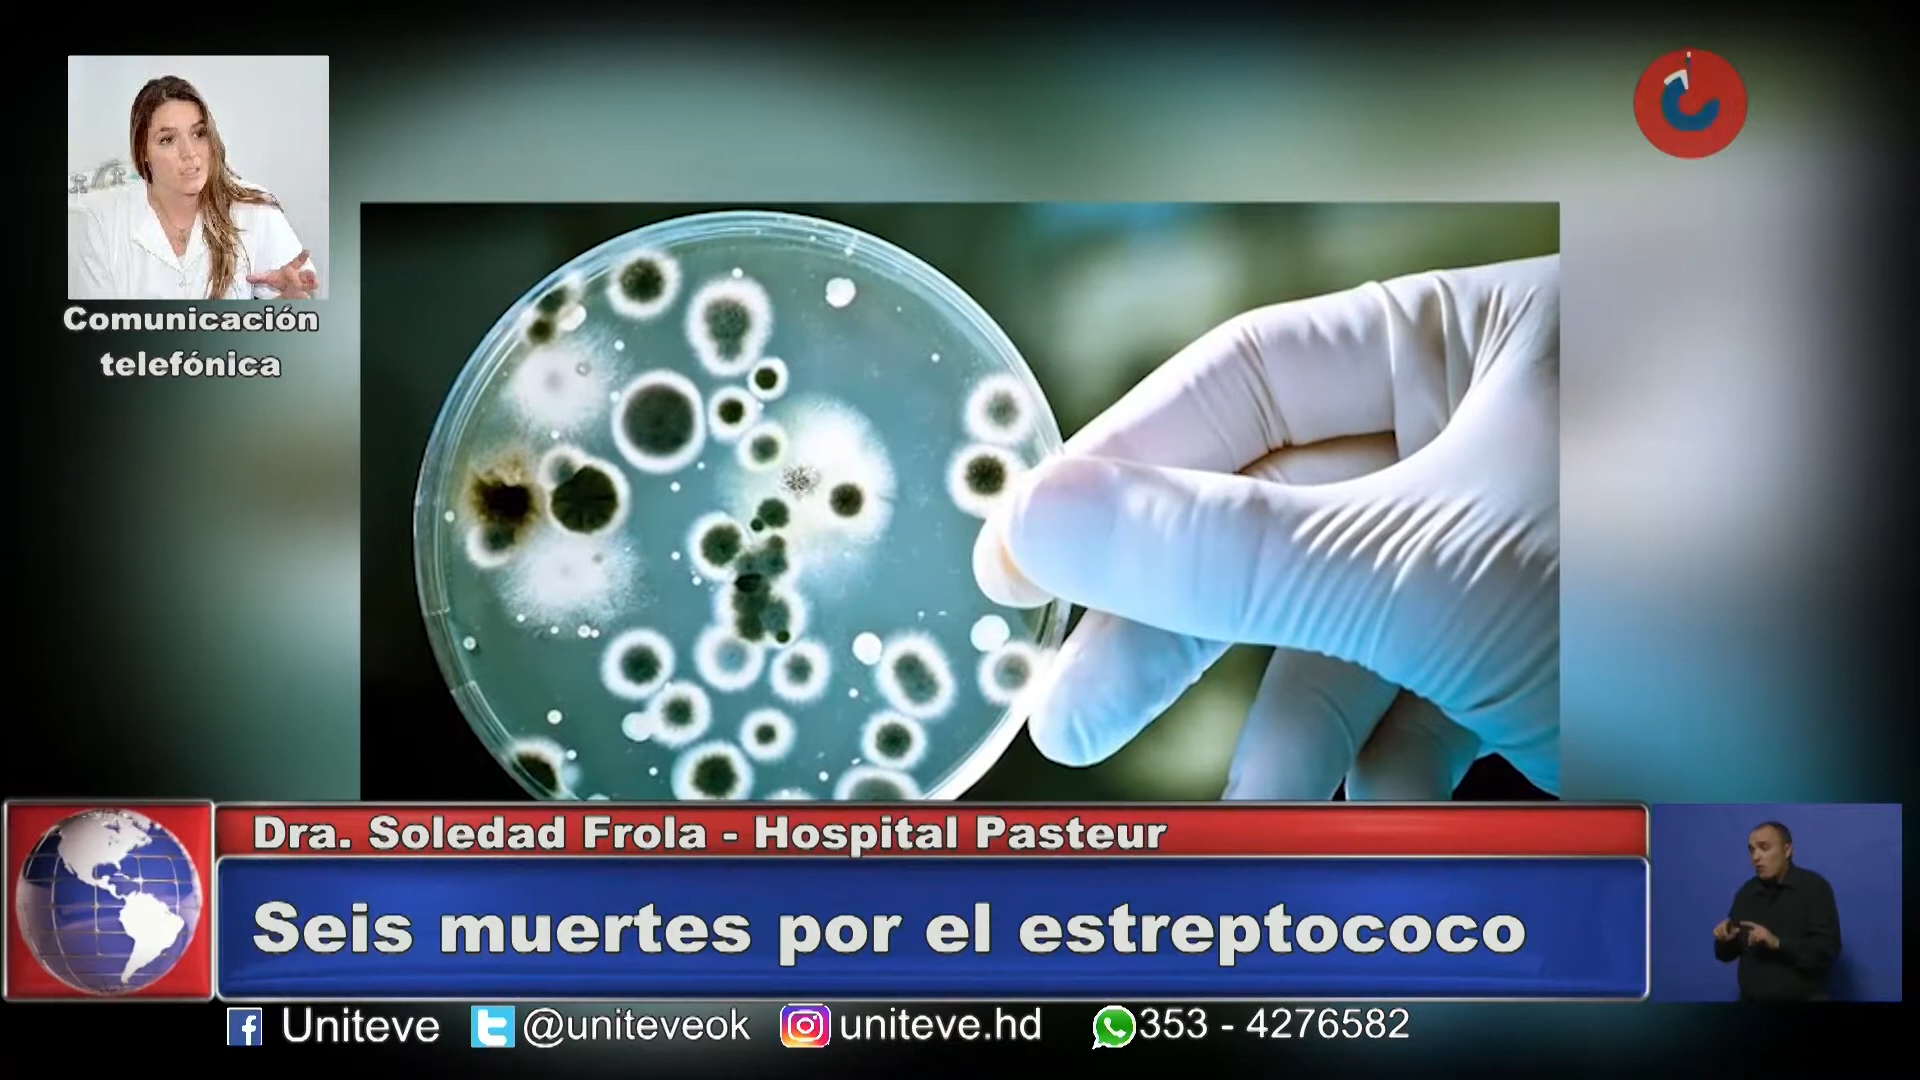 Comunicación
telefónica
Dra. Soledad Frola - Hospital Pasteur
Seis muertes por el estreptococo
Uniteve @uniteveok uniteve.hd 353 - 4276582